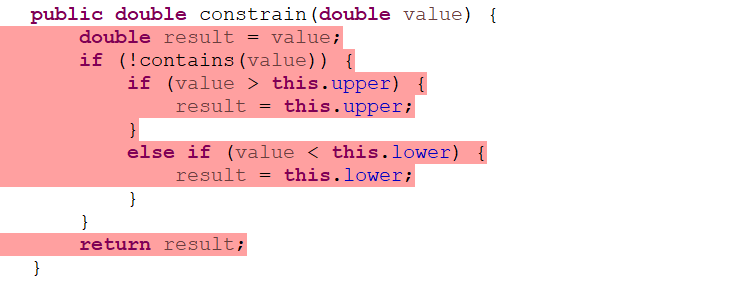 public double constrain(double value) {
    double result = value;
    if (!contains(value)) {
        if (value > this.upper) {
            result = this.upper;
        }
        else if (value < this.lower) {
            result = this.lower;
        }
    }
    return result;
}